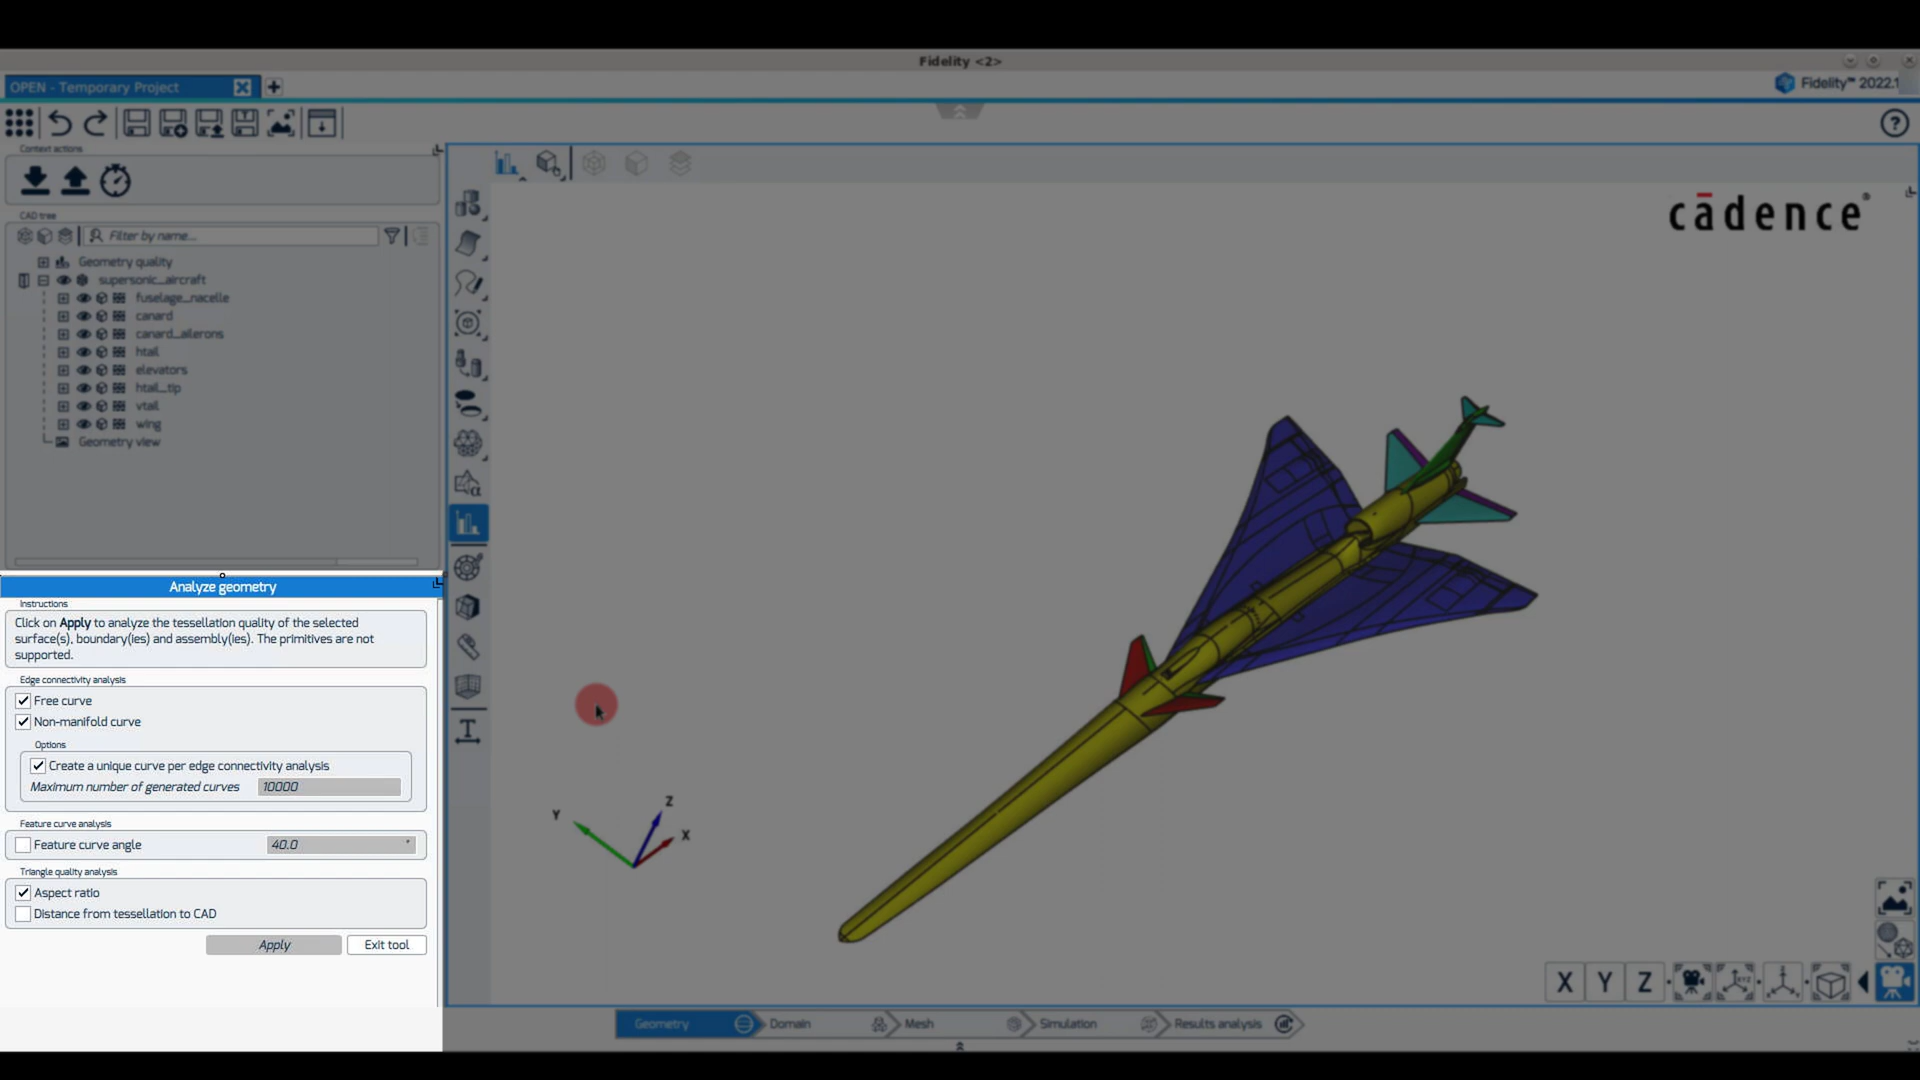 Fidelity <2>
OPEN - Temporary Project
Fidelity™ 2022.1
Context actions
CAD tree
Filter by name...
Geometry quality
supersonic_aircraft
fuselage_nacelle
canard
canard_ailerons
htail
elevators
htail_tip
vtail
wing
Geometry view
cādence®
Analyze geometry
Instructions
Click on Apply to analyze the tessellation quality of the selected
surface(s), boundary(ies) and assembly(ies). The primitives are not
supported.
Edge connectivity analysis
Free curve
Non-manifold curve
Options
Create a unique curve per edge connectivity analysis
Maximum number of generated curves 10000
Feature curve analysis
Feature curve angle 40.0 °
Triangle quality analysis
Aspect ratio
Distance from tessellation to CAD
Apply Exit tool
Z
Y
X
X Y Z
Geometry Domain Mesh Simulation Results analysis